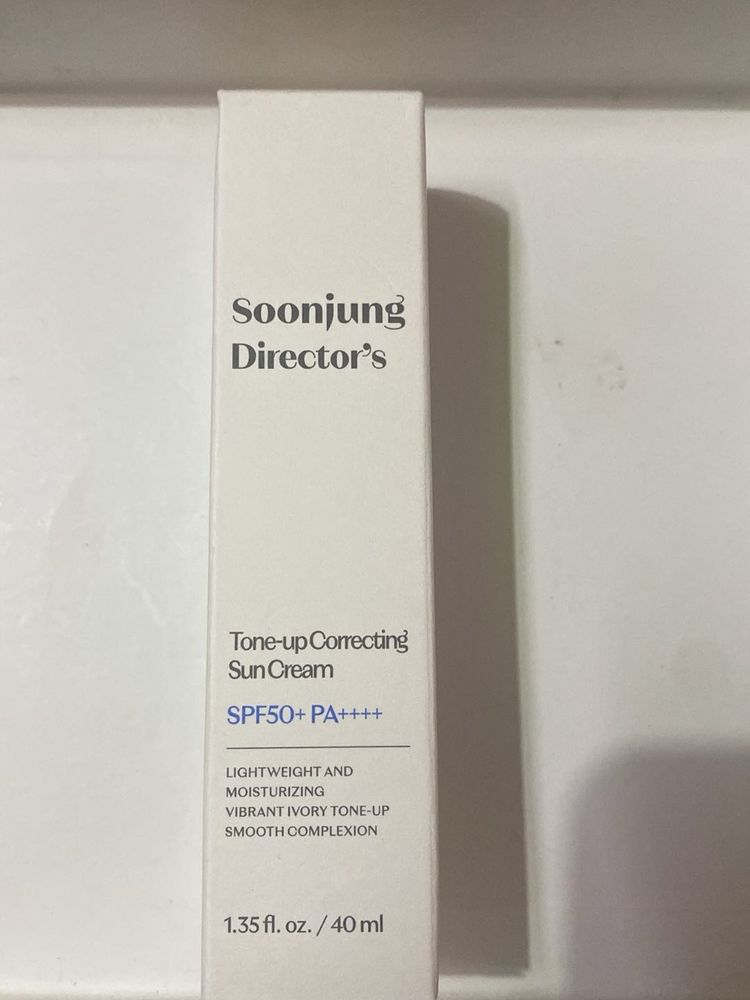 Soonjung
Director's
Tone-up Correcting
Sun Cream
SPF50+ PA++++
LIGHTWEIGHT AND
MOISTURIZING
VIBRANT IVORY TONE-UP
SMOOTH COMPLEXION
1.35 fl. oz. / 40 ml